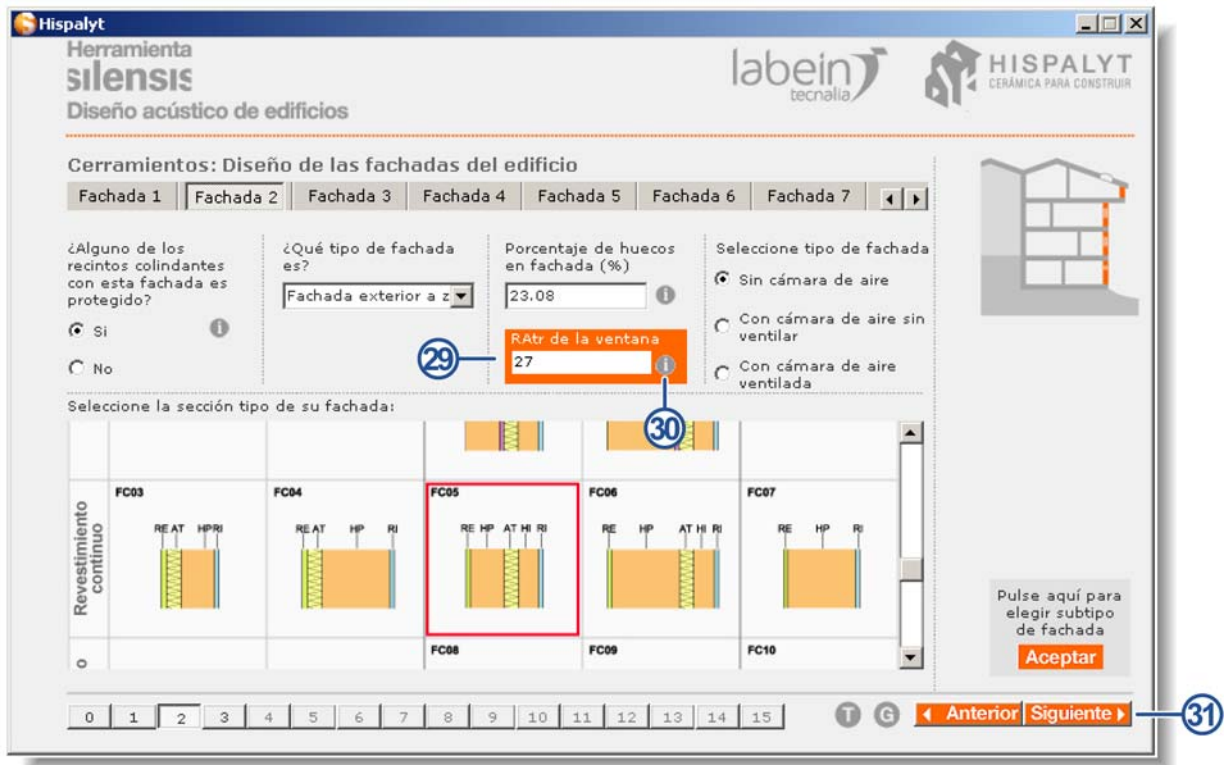 Hispalyt
Herramienta
silensis
Diseño acústico de edificios
labein
tecnalia
HISPALYT
CERÁMICA PARA CONSTRUIR
Cerramientos: Diseño de las fachadas del edificio
Fachada 1 Fachada 2 Fachada 3 Fachada 4 Fachada 5 Fachada 6 Fachada 7
¿Alguno de los
recintos colindantes
con esta fachada es
protegido?
Si
No
¿Qué tipo de fachada
es?
Fachada exterior a z
Porcentaje de huecos
en fachada (%)
23.08
29
RAtr de la ventana
27
30
Seleccione tipo de fachada
Sin cámara de aire
Con cámara de aire sin
ventilar
Con cámara de aire
ventilada
Seleccione la sección tipo de su fachada:
Revestimiento
continuo
FC03 FC04 FC05 FC06 FC07
RE AT HP RI RE AT HP RI RE HP AT HI RI RE HP AT HI RI RE HP RI
o FC08 FC09 FC10
Pulse aquí para
elegir subtipo
de fachada
Aceptar
0 1 2 3 4 5 6 7 8 9 10 11 12 13 14 15 T G Anterior Siguiente 31